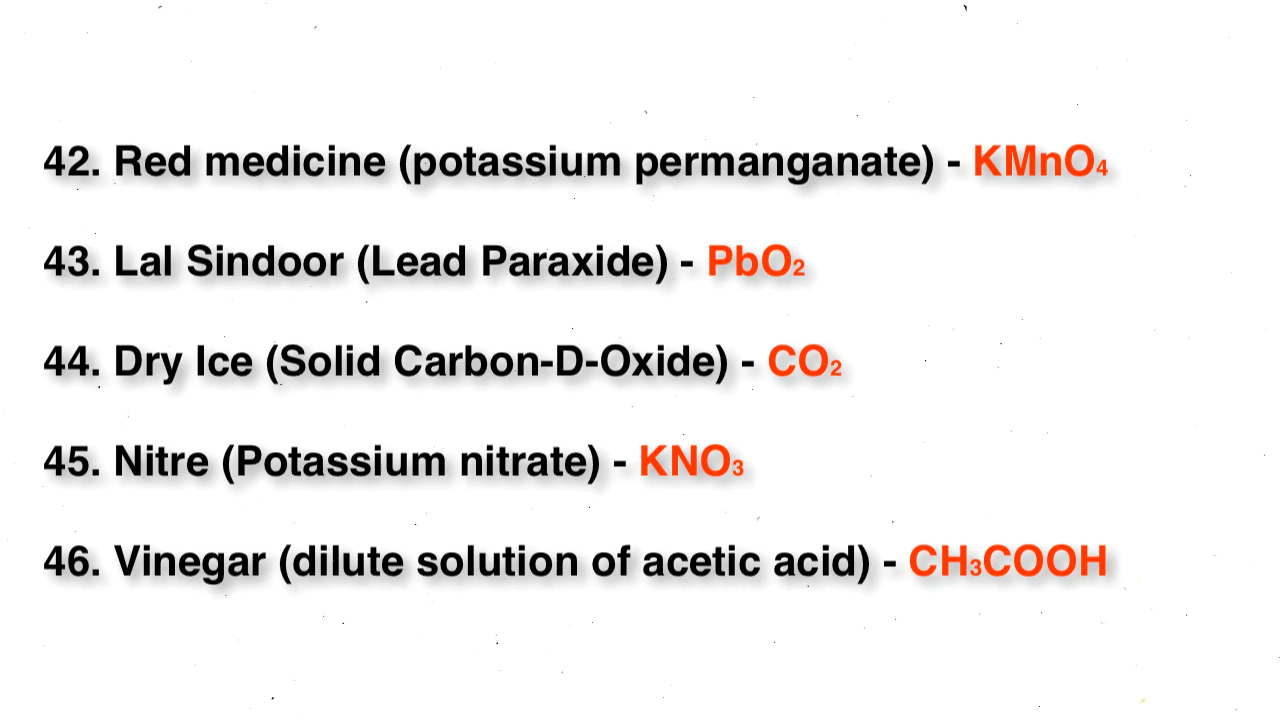 42. Red medicine (potassium permanganate) - KMnO₄
43. Lal Sindoor (Lead Paraxide) - PbO₂
44. Dry Ice (Solid Carbon-D-Oxide) - CO₂
45. Nitre (Potassium nitrate) - KNO₃
46. Vinegar (dilute solution of acetic acid) - CH₃COOH